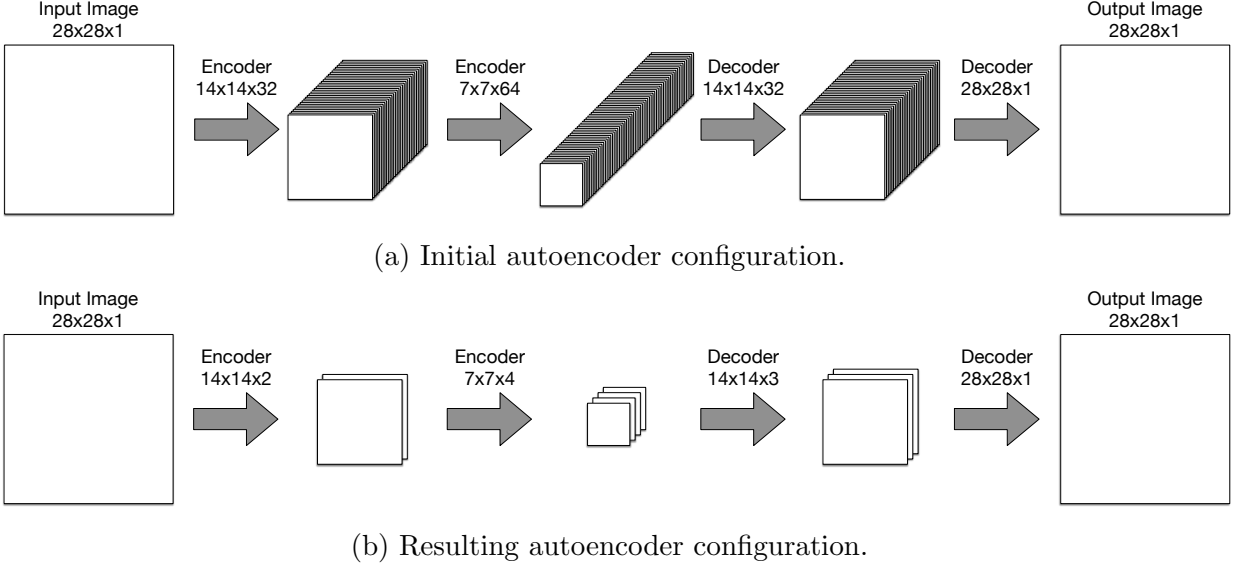 Input Image
28x28x1
Encoder
14x14x32
Encoder
7x7x64
Decoder
14x14x32
Decoder
28x28x1
Output Image
28x28x1
(a) Initial autoencoder configuration.
Input Image
28x28x1
Encoder
14x14x2
Encoder
7x7x4
Decoder
14x14x3
Decoder
28x28x1
Output Image
28x28x1
(b) Resulting autoencoder configuration.